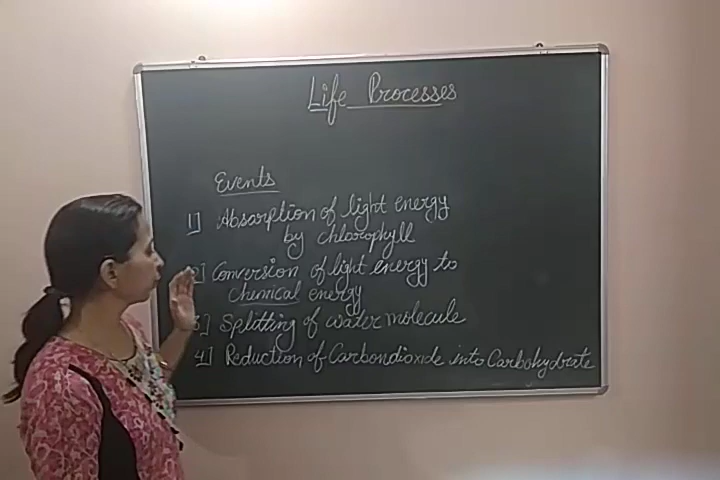 Life Processes
Events
1] Absorption of light energy
by chlorophyll
2] Conversion of light energy to
chemical energy
3] Splitting of water molecule
4] Reduction of Carbondioxide into Carbohydrate